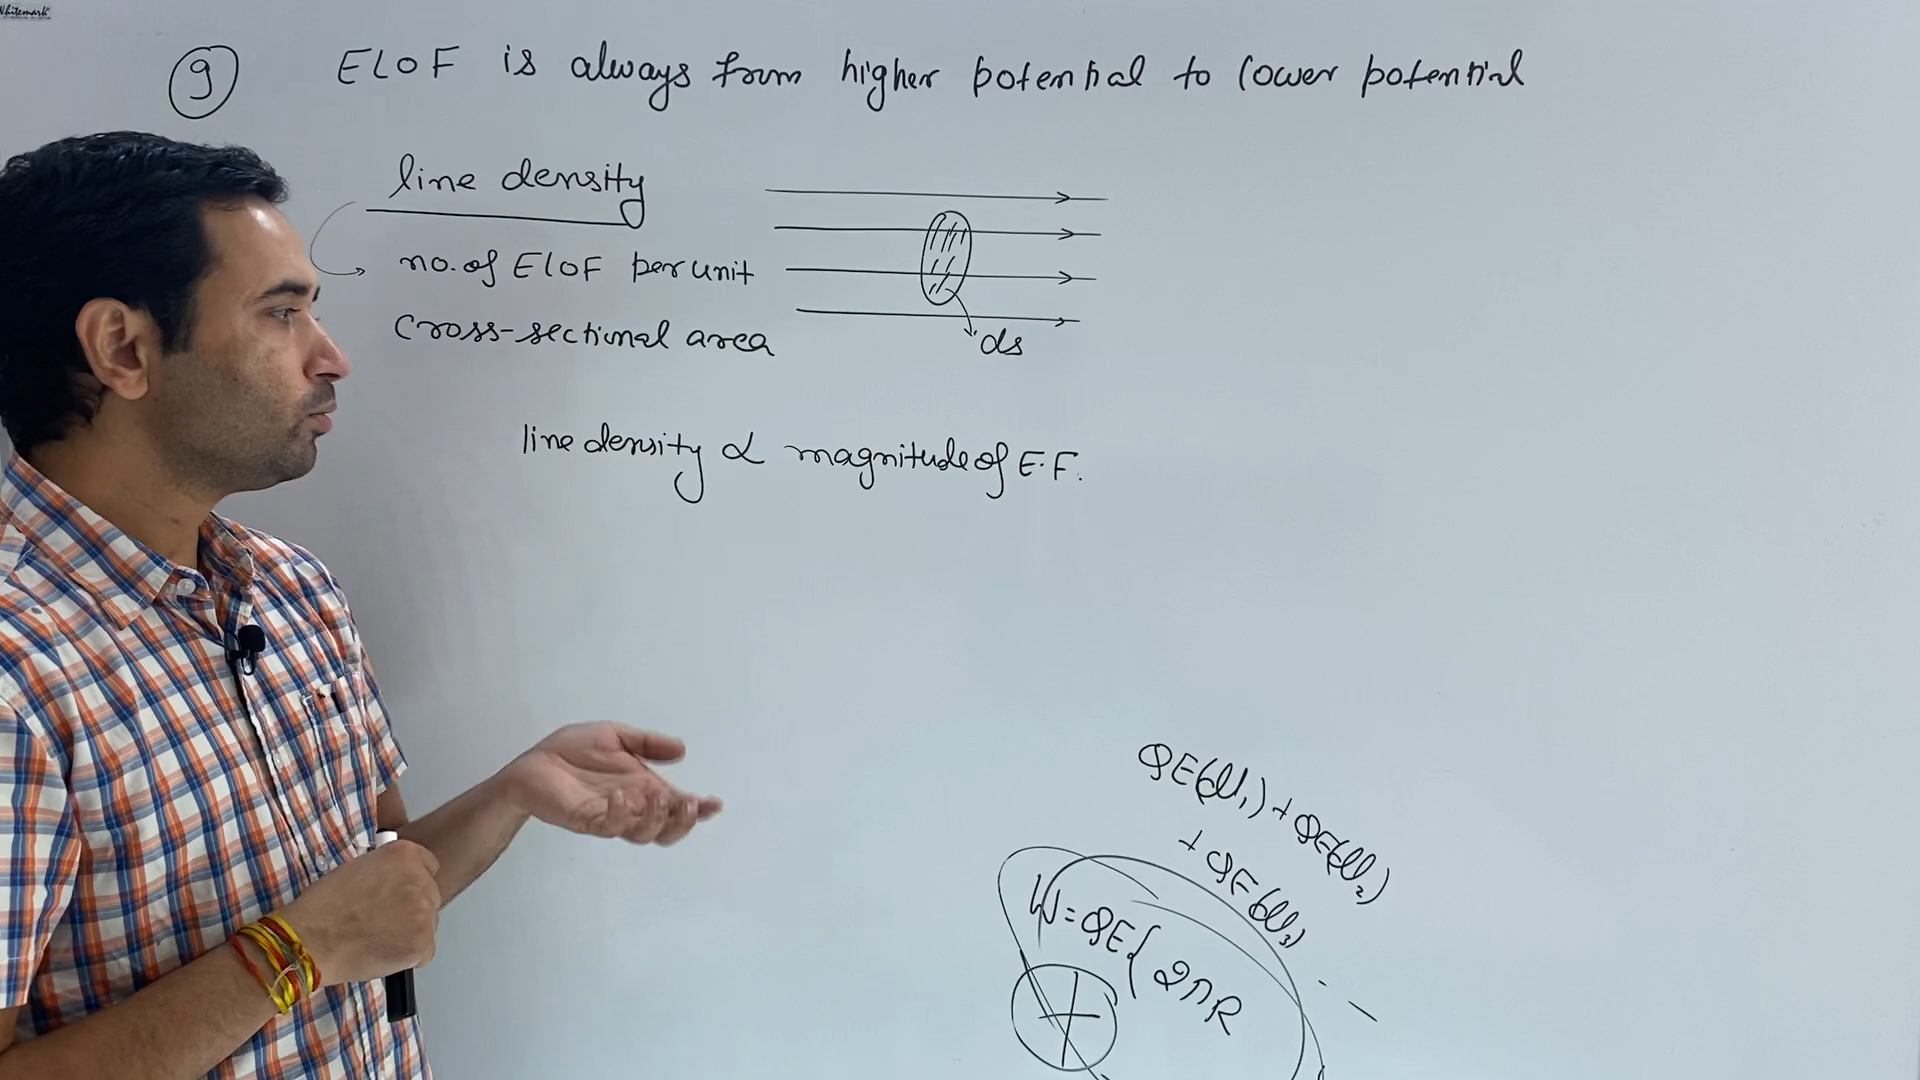 Whitemark
9 ELOF is always from higher potential to lower potential
line density
no. of ELOF per unit
cross-sectional area
ds
line density ∝ magnitude of E.F.
QE(dl₁) + QE(dl₂)
+ QE(dl₃) . —
W = QE{ 2πR
+